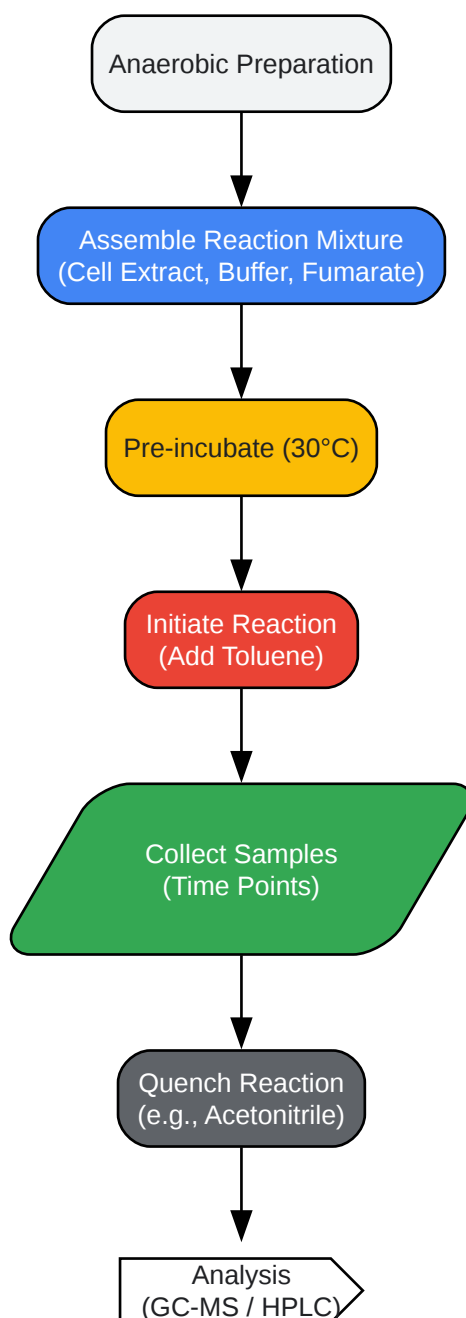 Anaerobic Preparation
Assemble Reaction Mixture
(Cell Extract, Buffer, Fumarate)
Pre-incubate (30°C)
Initiate Reaction
(Add Toluene)
Collect Samples
(Time Points)
Quench Reaction
(e.g., Acetonitrile)
Analysis
(GC-MS / HPLC)